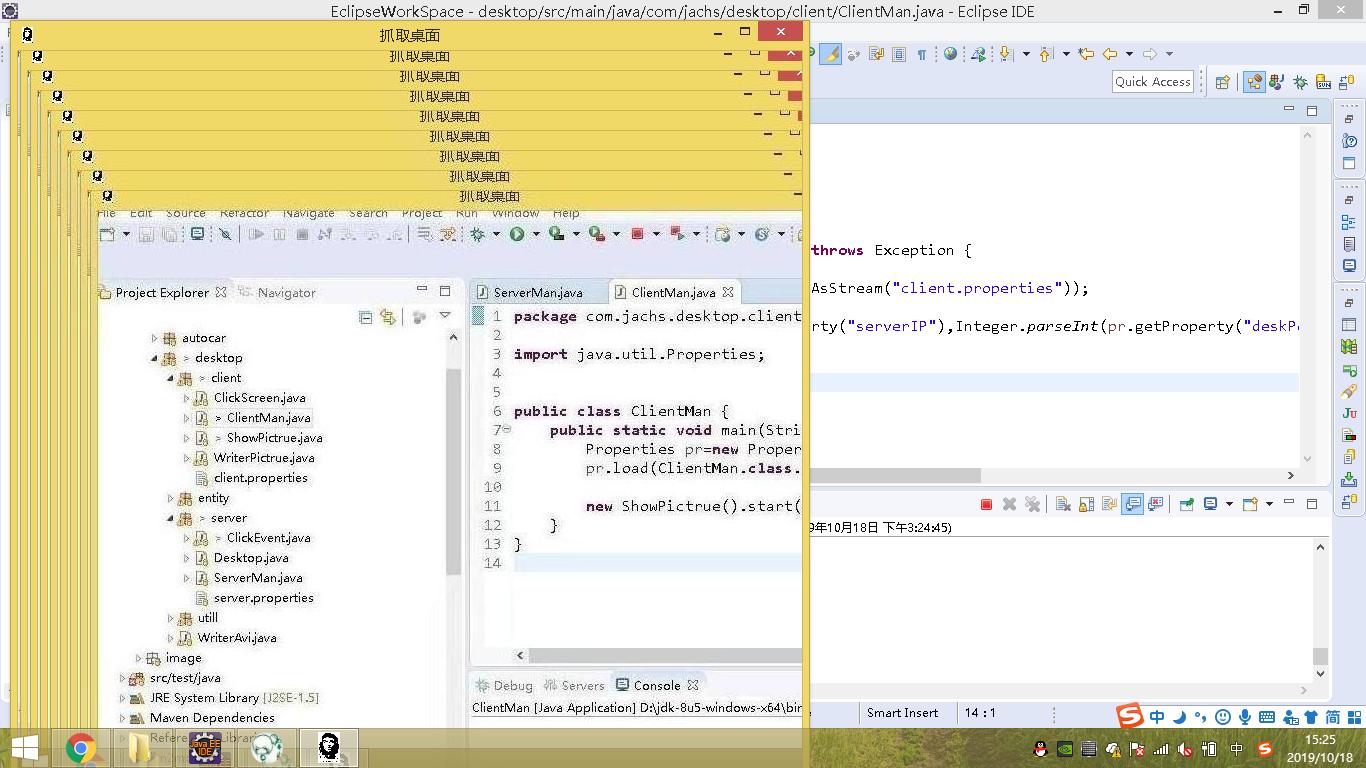 EclipseWorkSpace - desktop/src/main/java/com/jachs/desktop/client/ClientMan.java - Eclipse IDE
抓取桌面
抓取桌面
抓取桌面
抓取桌面
抓取桌面
抓取桌面
抓取桌面
抓取桌面
抓取桌面
Quick Access
File Edit Source Refactor Navigate Search Project Run Window Help
Project Explorer
Navigator
autocar
> desktop
> client
ClickScreen.java
> ClientMan.java
> ShowPictrue.java
WriterPictrue.java
client.properties
entity
> server
> ClickEvent.java
Desktop.java
ServerMan.java
server.properties
utill
WriterAvi.java
image
src/test/java
JRE System Library [J2SE-1.5]
Maven Dependencies
ServerMan.java
ClientMan.java
1 package com.jachs.desktop.client
2
3 import java.util.Properties;
4
5
6 public class ClientMan {
7 public static void main(Stri
8 Properties pr=new Proper
9 pr.load(ClientMan.class.
10
11 new ShowPictrue().start(
12 }
13 }
14
throws Exception {
AsStream("client.properties"));
rty("serverIP"),Integer.parseInt(pr.getProperty("deskP
Debug
Servers
Console
ClientMan [Java Application] D:\jdk-8u5-windows-x64\bin
9年10月18日 下午3:24:45)
Smart Insert
14 : 1
中
简
Java EE
IDE
中
15:25
2019/10/18